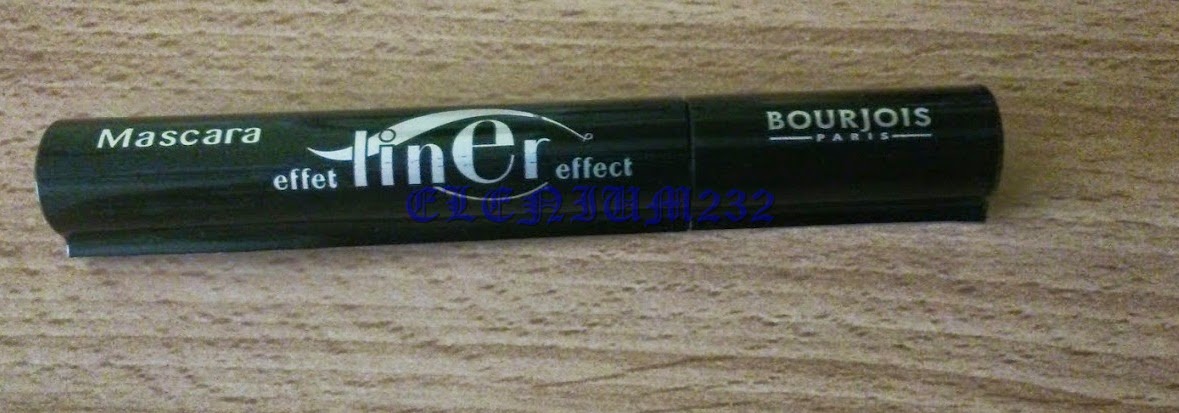 Mascara
effet liner effect
BOURJOIS
PARIS
ELENIUM232